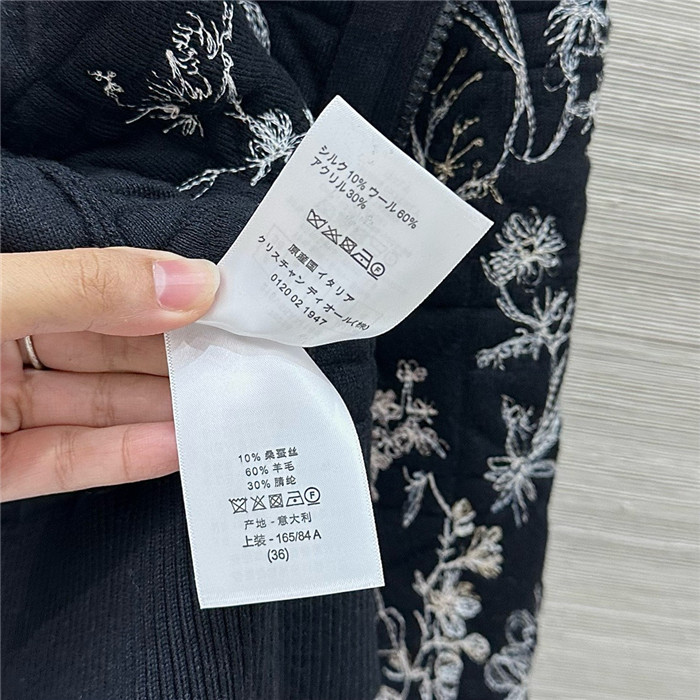 シルク 10% ウール 60%
アクリル 30%
原産国 イタリア
クリスチャン ディオール(株)
0120 02 1947
10% 桑蚕丝
60% 羊毛
30% 腈纶
F
产地 - 意大利
上装 - 165/84 A
(36)